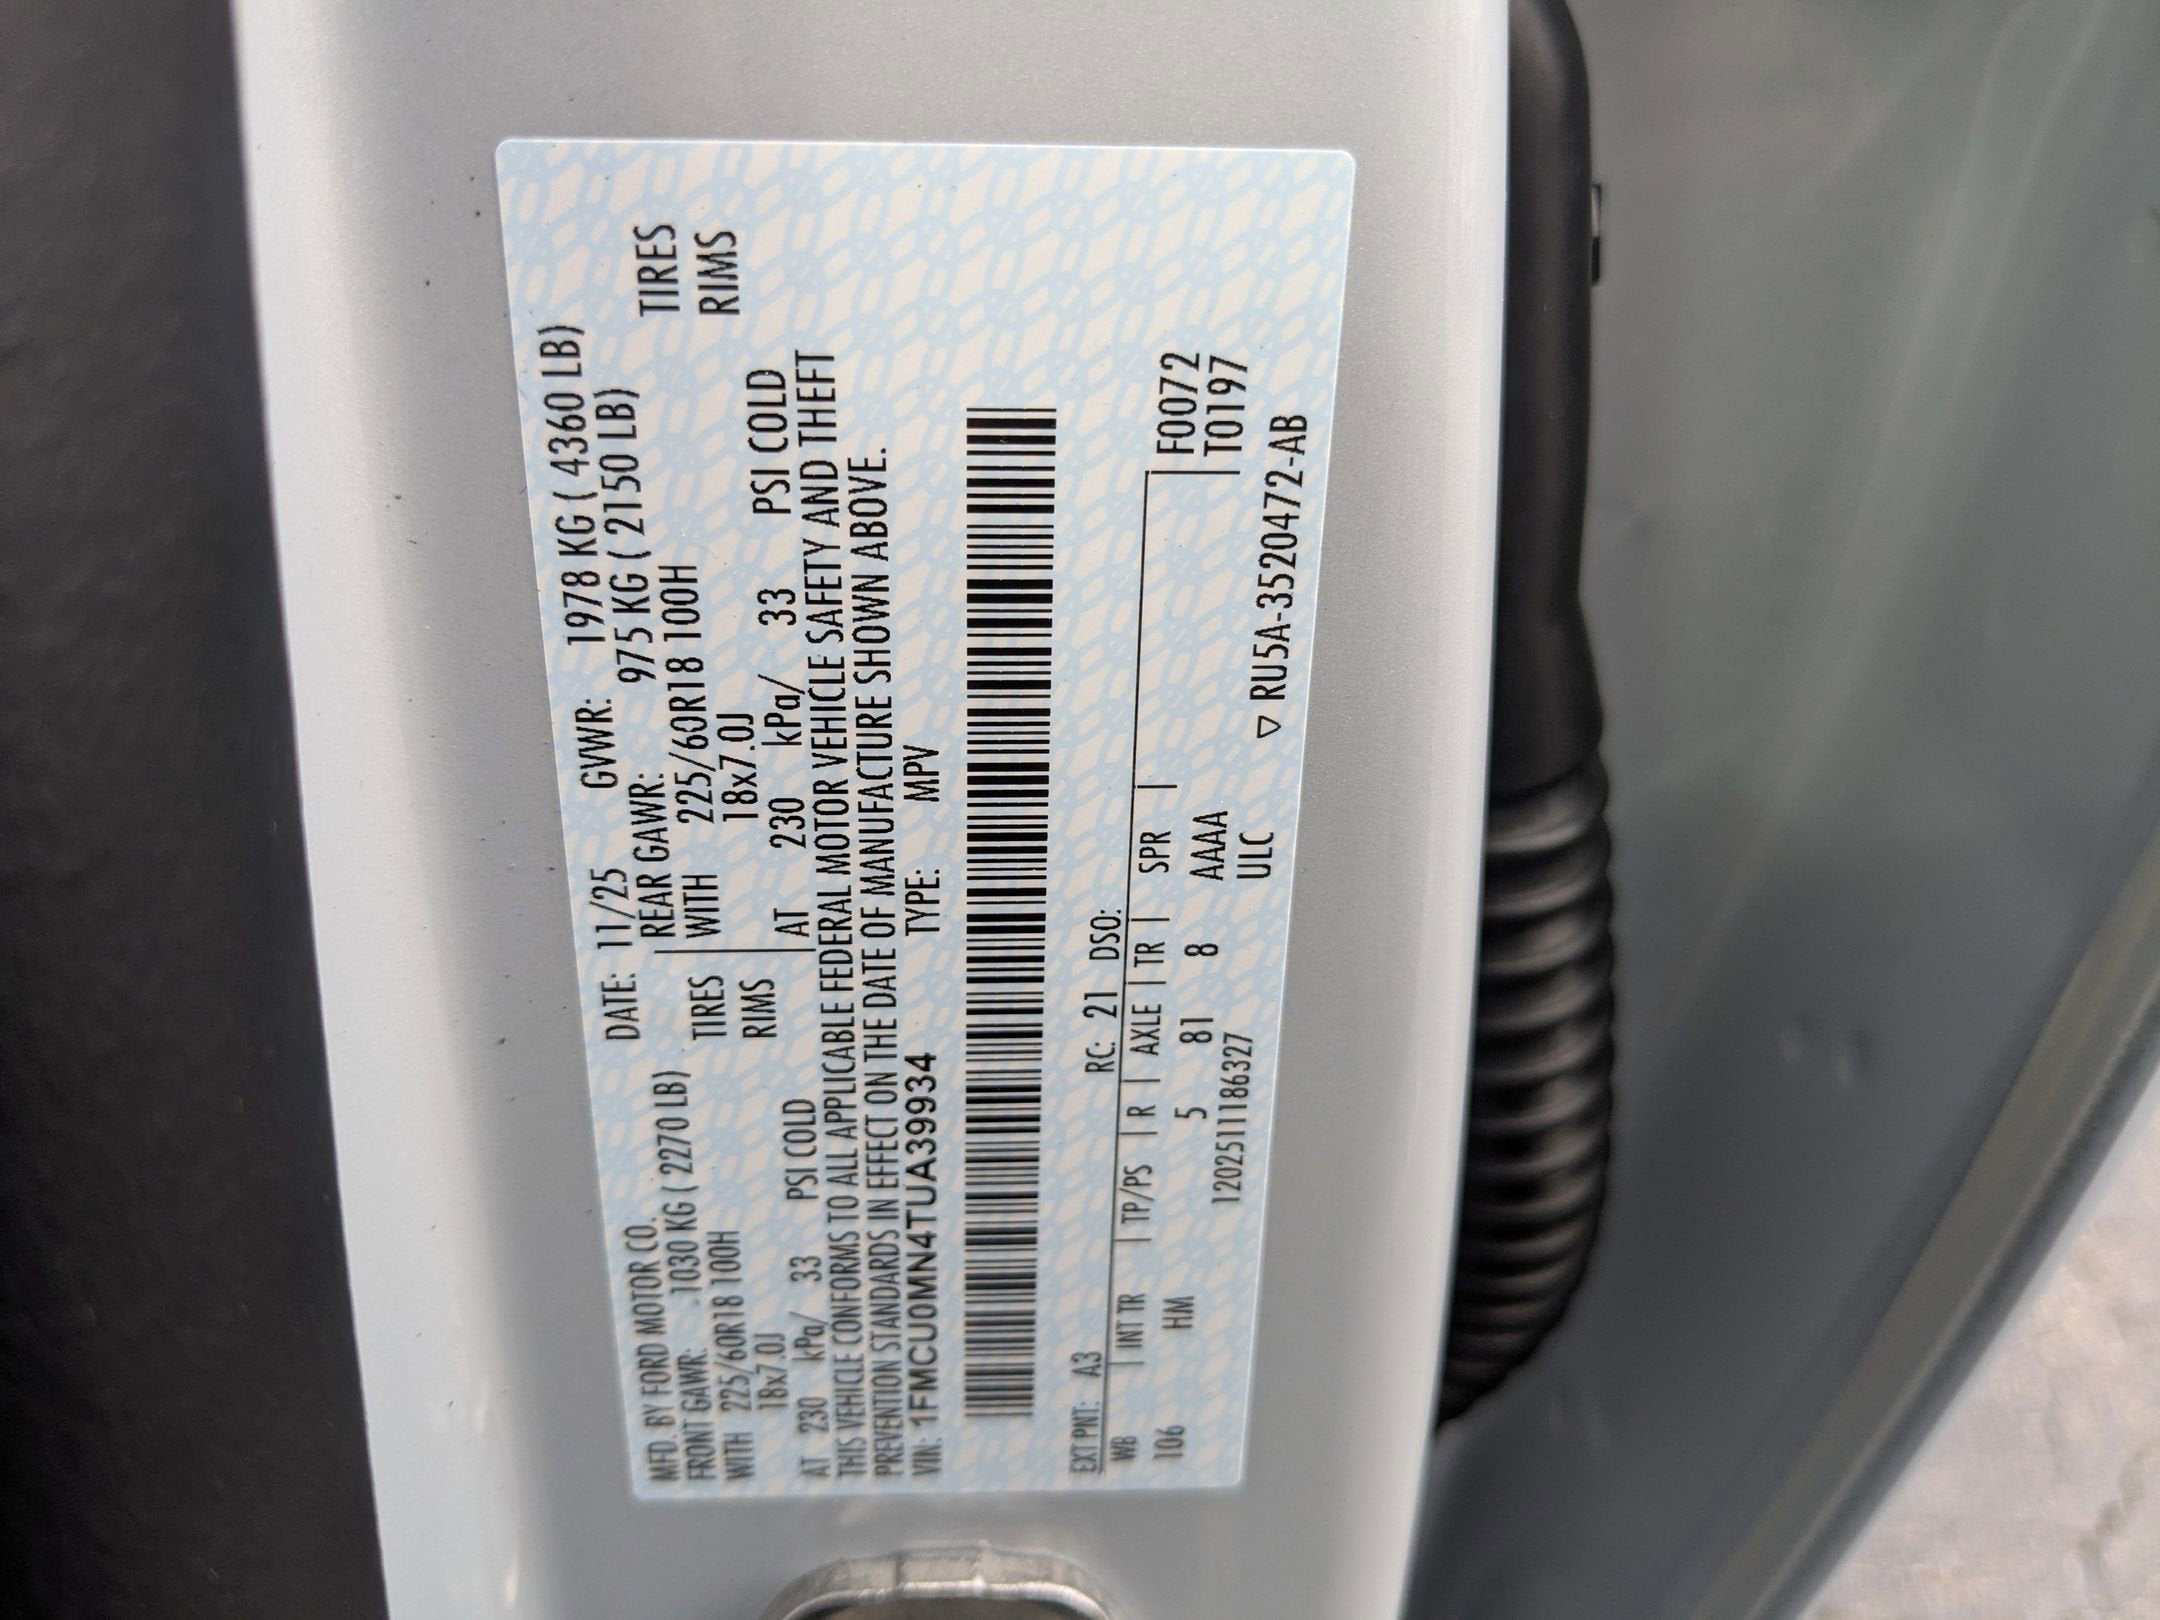 MFD. BY FORD MOTOR CO. DATE: 11/25 GVWR: 1978 KG ( 4360 LB)
FRONT GAWR: 1030 KG ( 2270 LB) REAR GAWR: 975 KG ( 2150 LB)
WITH 225/60R18 100H TIRES WITH 225/60R18 100H TIRES
18x7.0J RIMS 18x7.0J RIMS
AT 230 kPa/ 33 PSI COLD AT 230 kPa/ 33 PSI COLD
THIS VEHICLE CONFORMS TO ALL APPLICABLE FEDERAL MOTOR VEHICLE SAFETY AND THEFT
PREVENTION STANDARDS IN EFFECT ON THE DATE OF MANUFACTURE SHOWN ABOVE.
VIN: 1FMCU0MN4TUA39934 TYPE: MPV
EXT PNT: A3 RC: 21 DSO:
WB | INT TR | TP/PS | R | AXLE | TR | SPR | | F0072
106 HM 5 81 8 AAAA T0197
1202511186327 ULC
▽ RU5A-3520472-AB